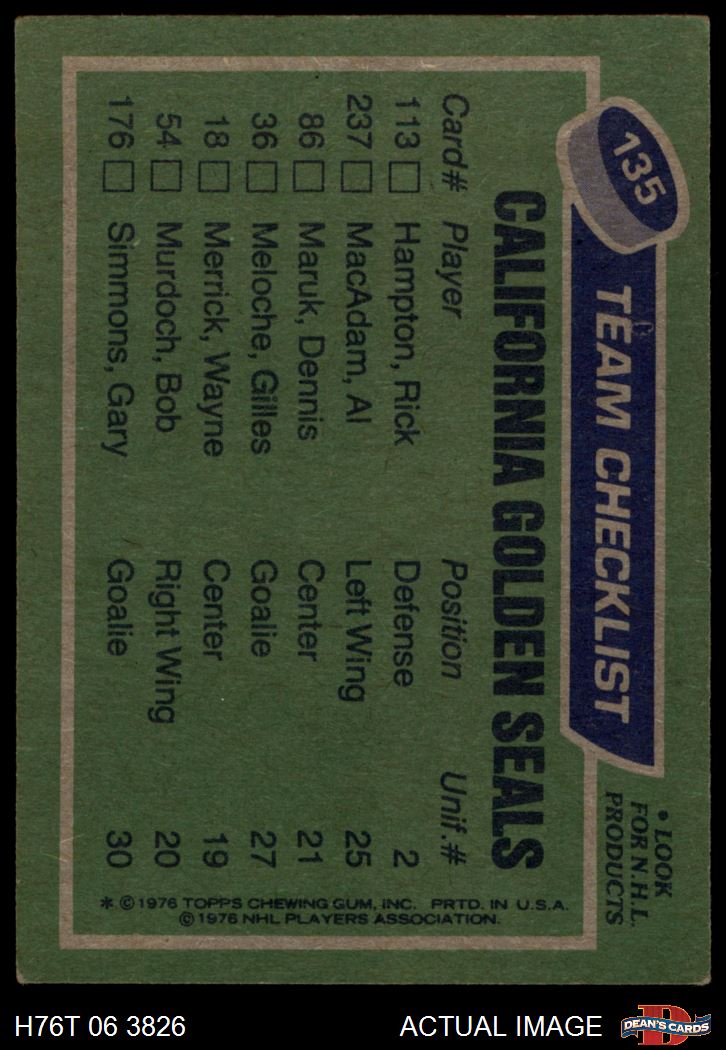 135
TEAM CHECKLIST
• LOOK
FOR N.H.L.
PRODUCTS
CALIFORNIA GOLDEN SEALS
Card# Player Position Unif.#
113 Hampton, Rick Defense 2
237 MacAdam, Al Left Wing 25
86 Maruk, Dennis Center 21
36 Meloche, Gilles Goalie 27
18 Merrick, Wayne Center 19
54 Murdoch, Bob Right Wing 20
176 Simmons, Gary Goalie 30
* © 1976 TOPPS CHEWING GUM, INC. PRTD. IN U.S.A.
© 1976 NHL PLAYERS ASSOCIATION.
H76T 06 3826 ACTUAL IMAGE
D
DEAN'S CARDS